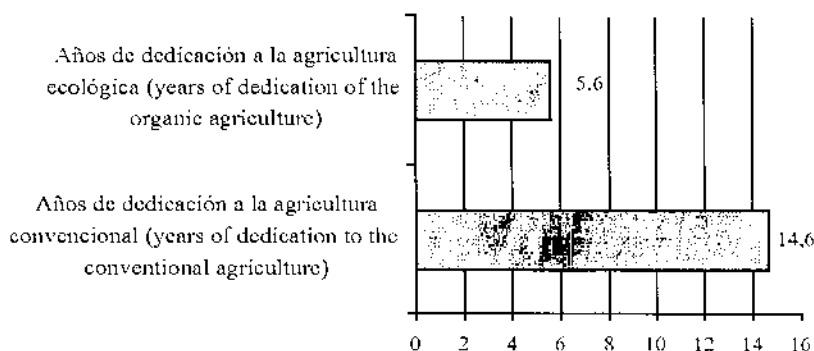 Años de dedicación a la agricultura
ecológica (years of dedication of the
organic agriculture)
5.6
Años de dedicación a la agricultura
convencional (years of dedication to the
conventional agriculture)
14,6
0 2 4 6 8 10 12 14 16